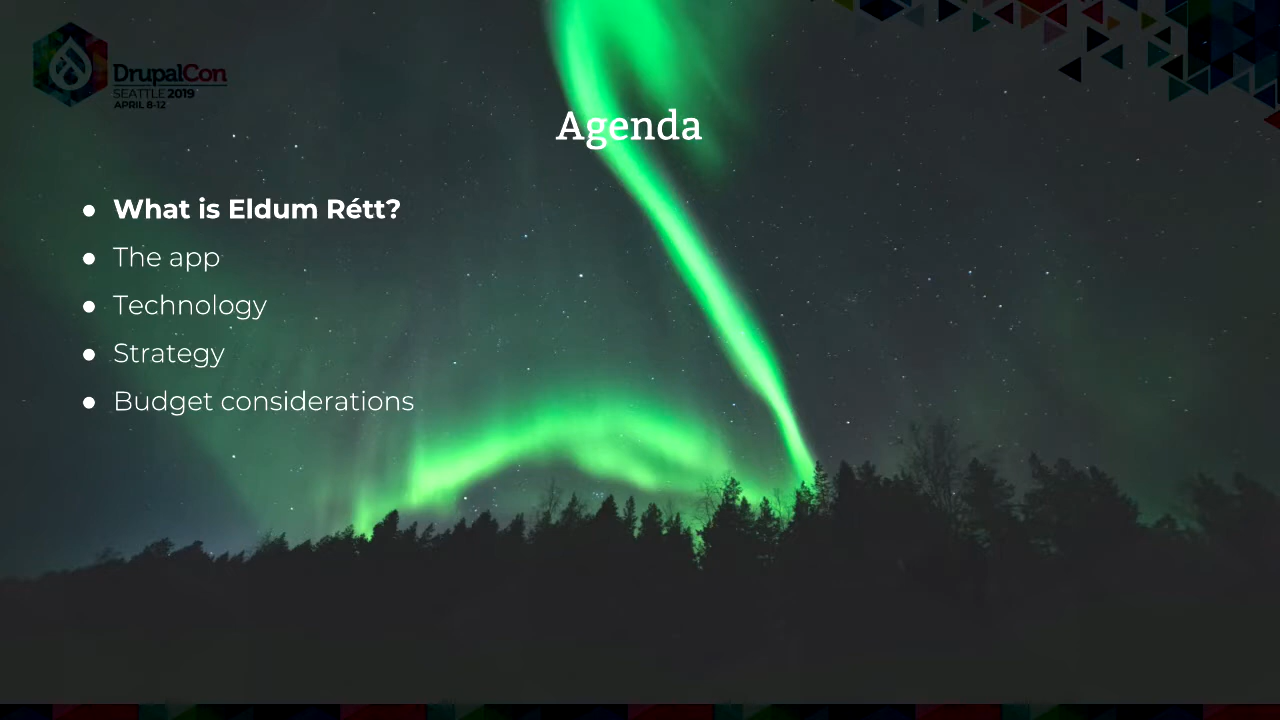 DrupalCon
SEATTLE 2019
APRIL 8-12
Agenda
● What is Eldum Rétt?
● The app
● Technology
● Strategy
● Budget considerations